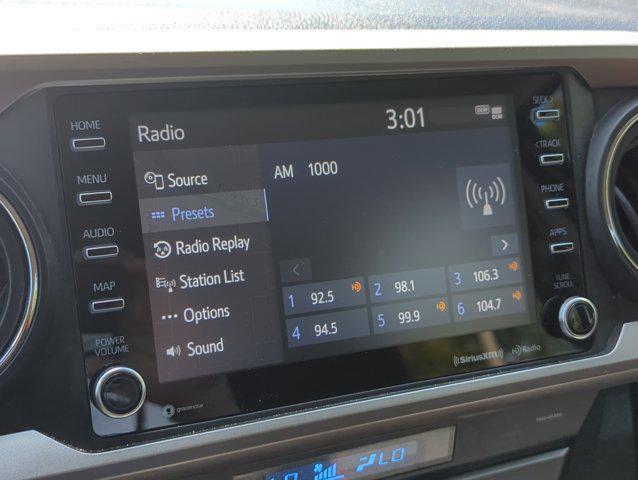 HOME
MENU
AUDIO
MAP
POWER
VOLUME
Radio
3:01
DCM
Source
Presets
Radio Replay
Station List
Options
Sound
AM 1000
1 92.5
2 98.1
3 106.3
4 94.5
5 99.9
6 104.7
SEEK >
< TRACK
PHONE
APPS
TUNE
SCROLL
gracenote
((SiriusXM))
HD Radio
LO